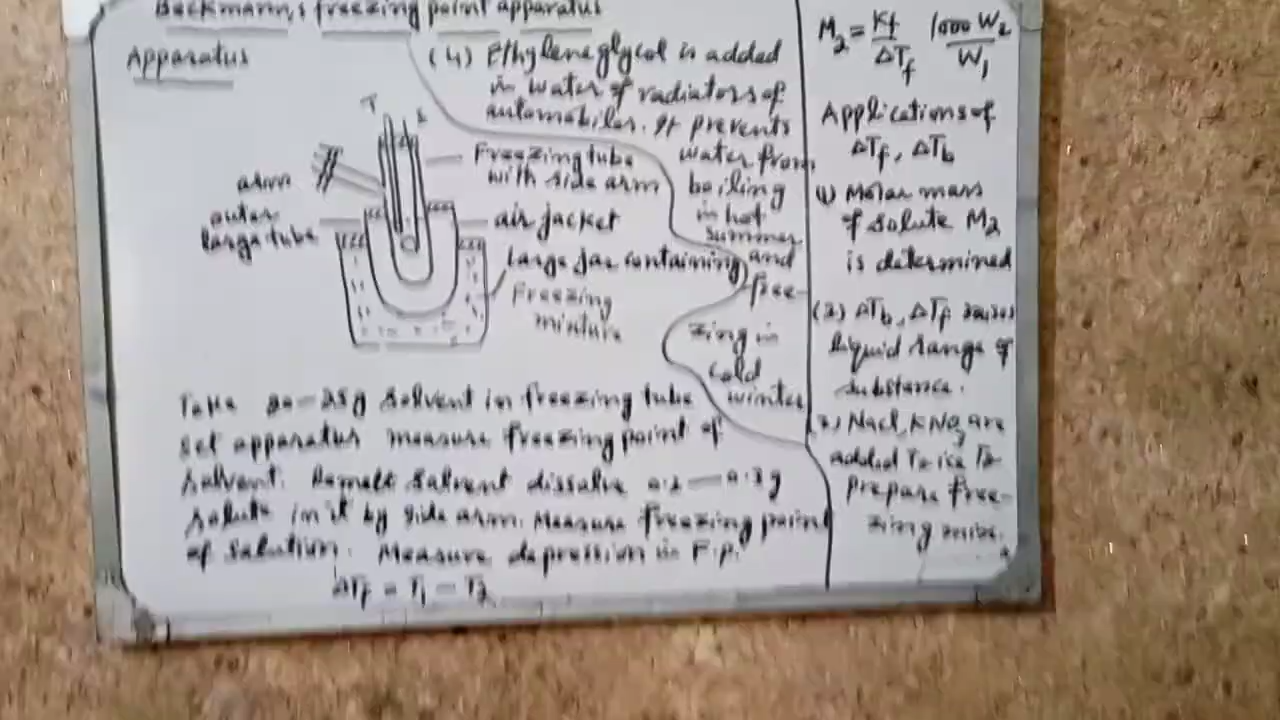 Beckmann,s freezing point apparatus
Apparatus
T
arm
outer
large tube
Freezing tube
with side arm
air jacket
Large jar containing
Freezing
mixture
Take 20-25g solvent in freezing tube
set apparatus measure freezing point of
solvent. Remelt solvent dissolve 0.2 — 0.3g
solute in it by side arm. Measure freezing point
of solution. Measure depression in F.p.
ΔTf = T1 - T2
(4) Ethylene glycol is added
in water of radiators of
automobiles. It prevents
water from
boiling
in hot
summer
and
free-
zing in
cold
winter
M2 = Kf/ΔTf 1000 W2/W1
Applications of
ΔTf, ΔTb
(1) Molar mass
of solute M2
is determined
(2) ΔTb, ΔTf raises
liquid range of
substance.
(3) Nacl, KNO3 are
added To ice To
prepare free-
zing mix.